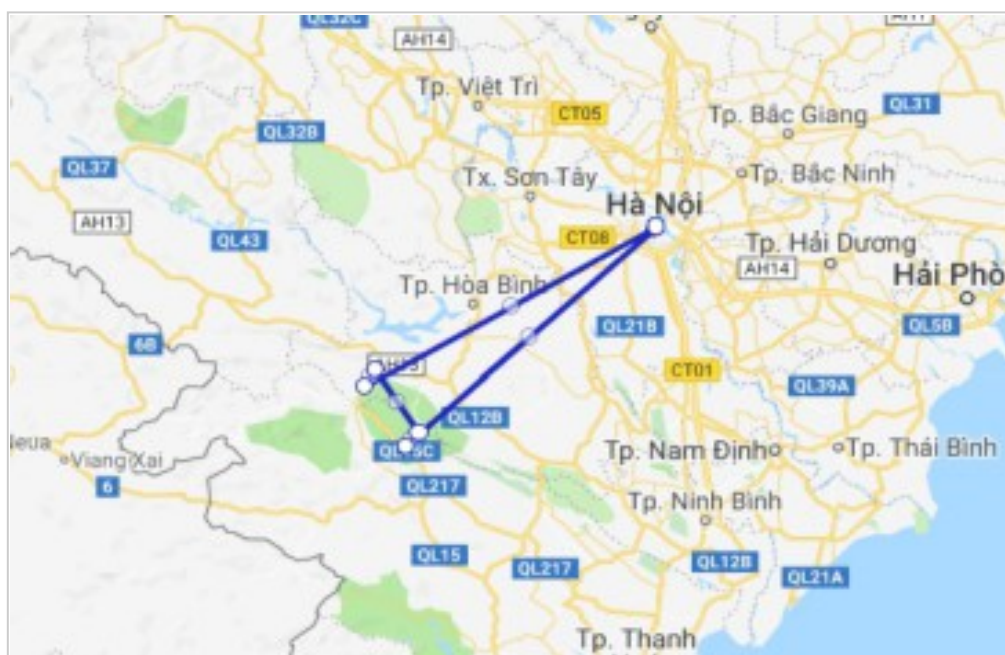 QL32C
AH14
Tp. Việt Trì
CT05
QL31
Tp. Bắc Giang
QL32B
QL37
Tx. Sơn Tây
Tp. Bắc Ninh
Hà Nội
AH13
QL43
CT08
Tp. Hải Dương
AH14
Hải Phò
Tp. Hòa Bình
QL21B
QL5B
6B
CT01
QL39A
QL12B
Neua
Viang Xai
Tp. Nam Định
Tp. Thái Bình
6
QL217
Tp. Ninh Bình
QL15
QL217
QL12B
QL21A
Tp. Thanh